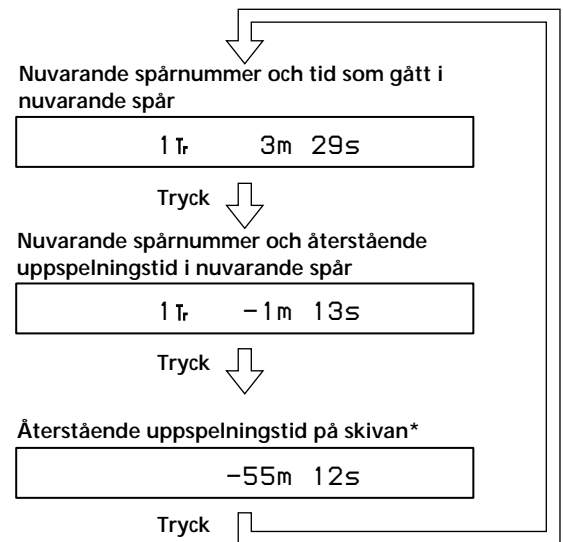 Nuvarande spårnummer och tid som gått i
nuvarande spår
1 Tr 3m 29s
Tryck
Nuvarande spårnummer och återstående
uppspelningstid i nuvarande spår
1 Tr -1m 13s
Tryck
Återstående uppspelningstid på skivan*
-55m 12s
Tryck